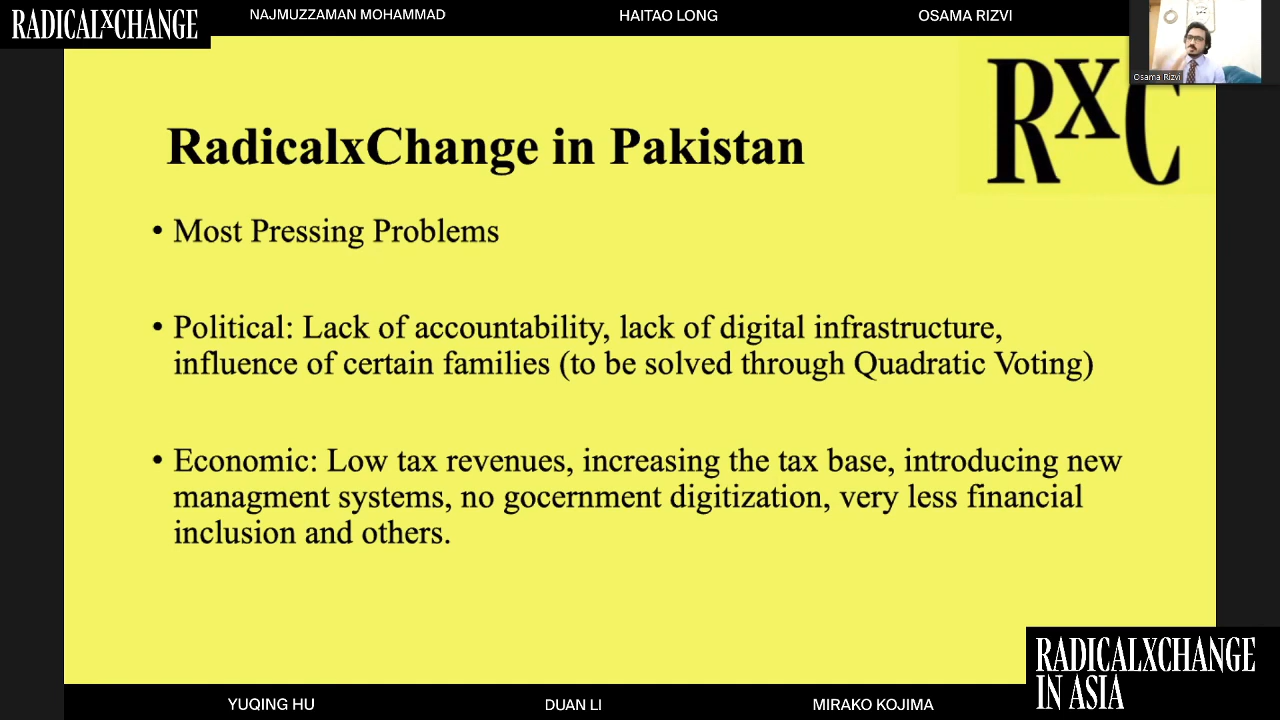 RADICALXCHANGE
NAJMUZZAMAN MOHAMMAD
HAITAO LONG
OSAMA RIZVI
Osama Rizvi
RXC
RadicalxChange in Pakistan
• Most Pressing Problems
• Political: Lack of accountability, lack of digital infrastructure,
influence of certain families (to be solved through Quadratic Voting)
• Economic: Low tax revenues, increasing the tax base, introducing new
managment systems, no gocernment digitization, very less financial
inclusion and others.
RADICALXCHANGE
IN ASIA
YUQING HU
DUAN LI
MIRAKO KOJIMA